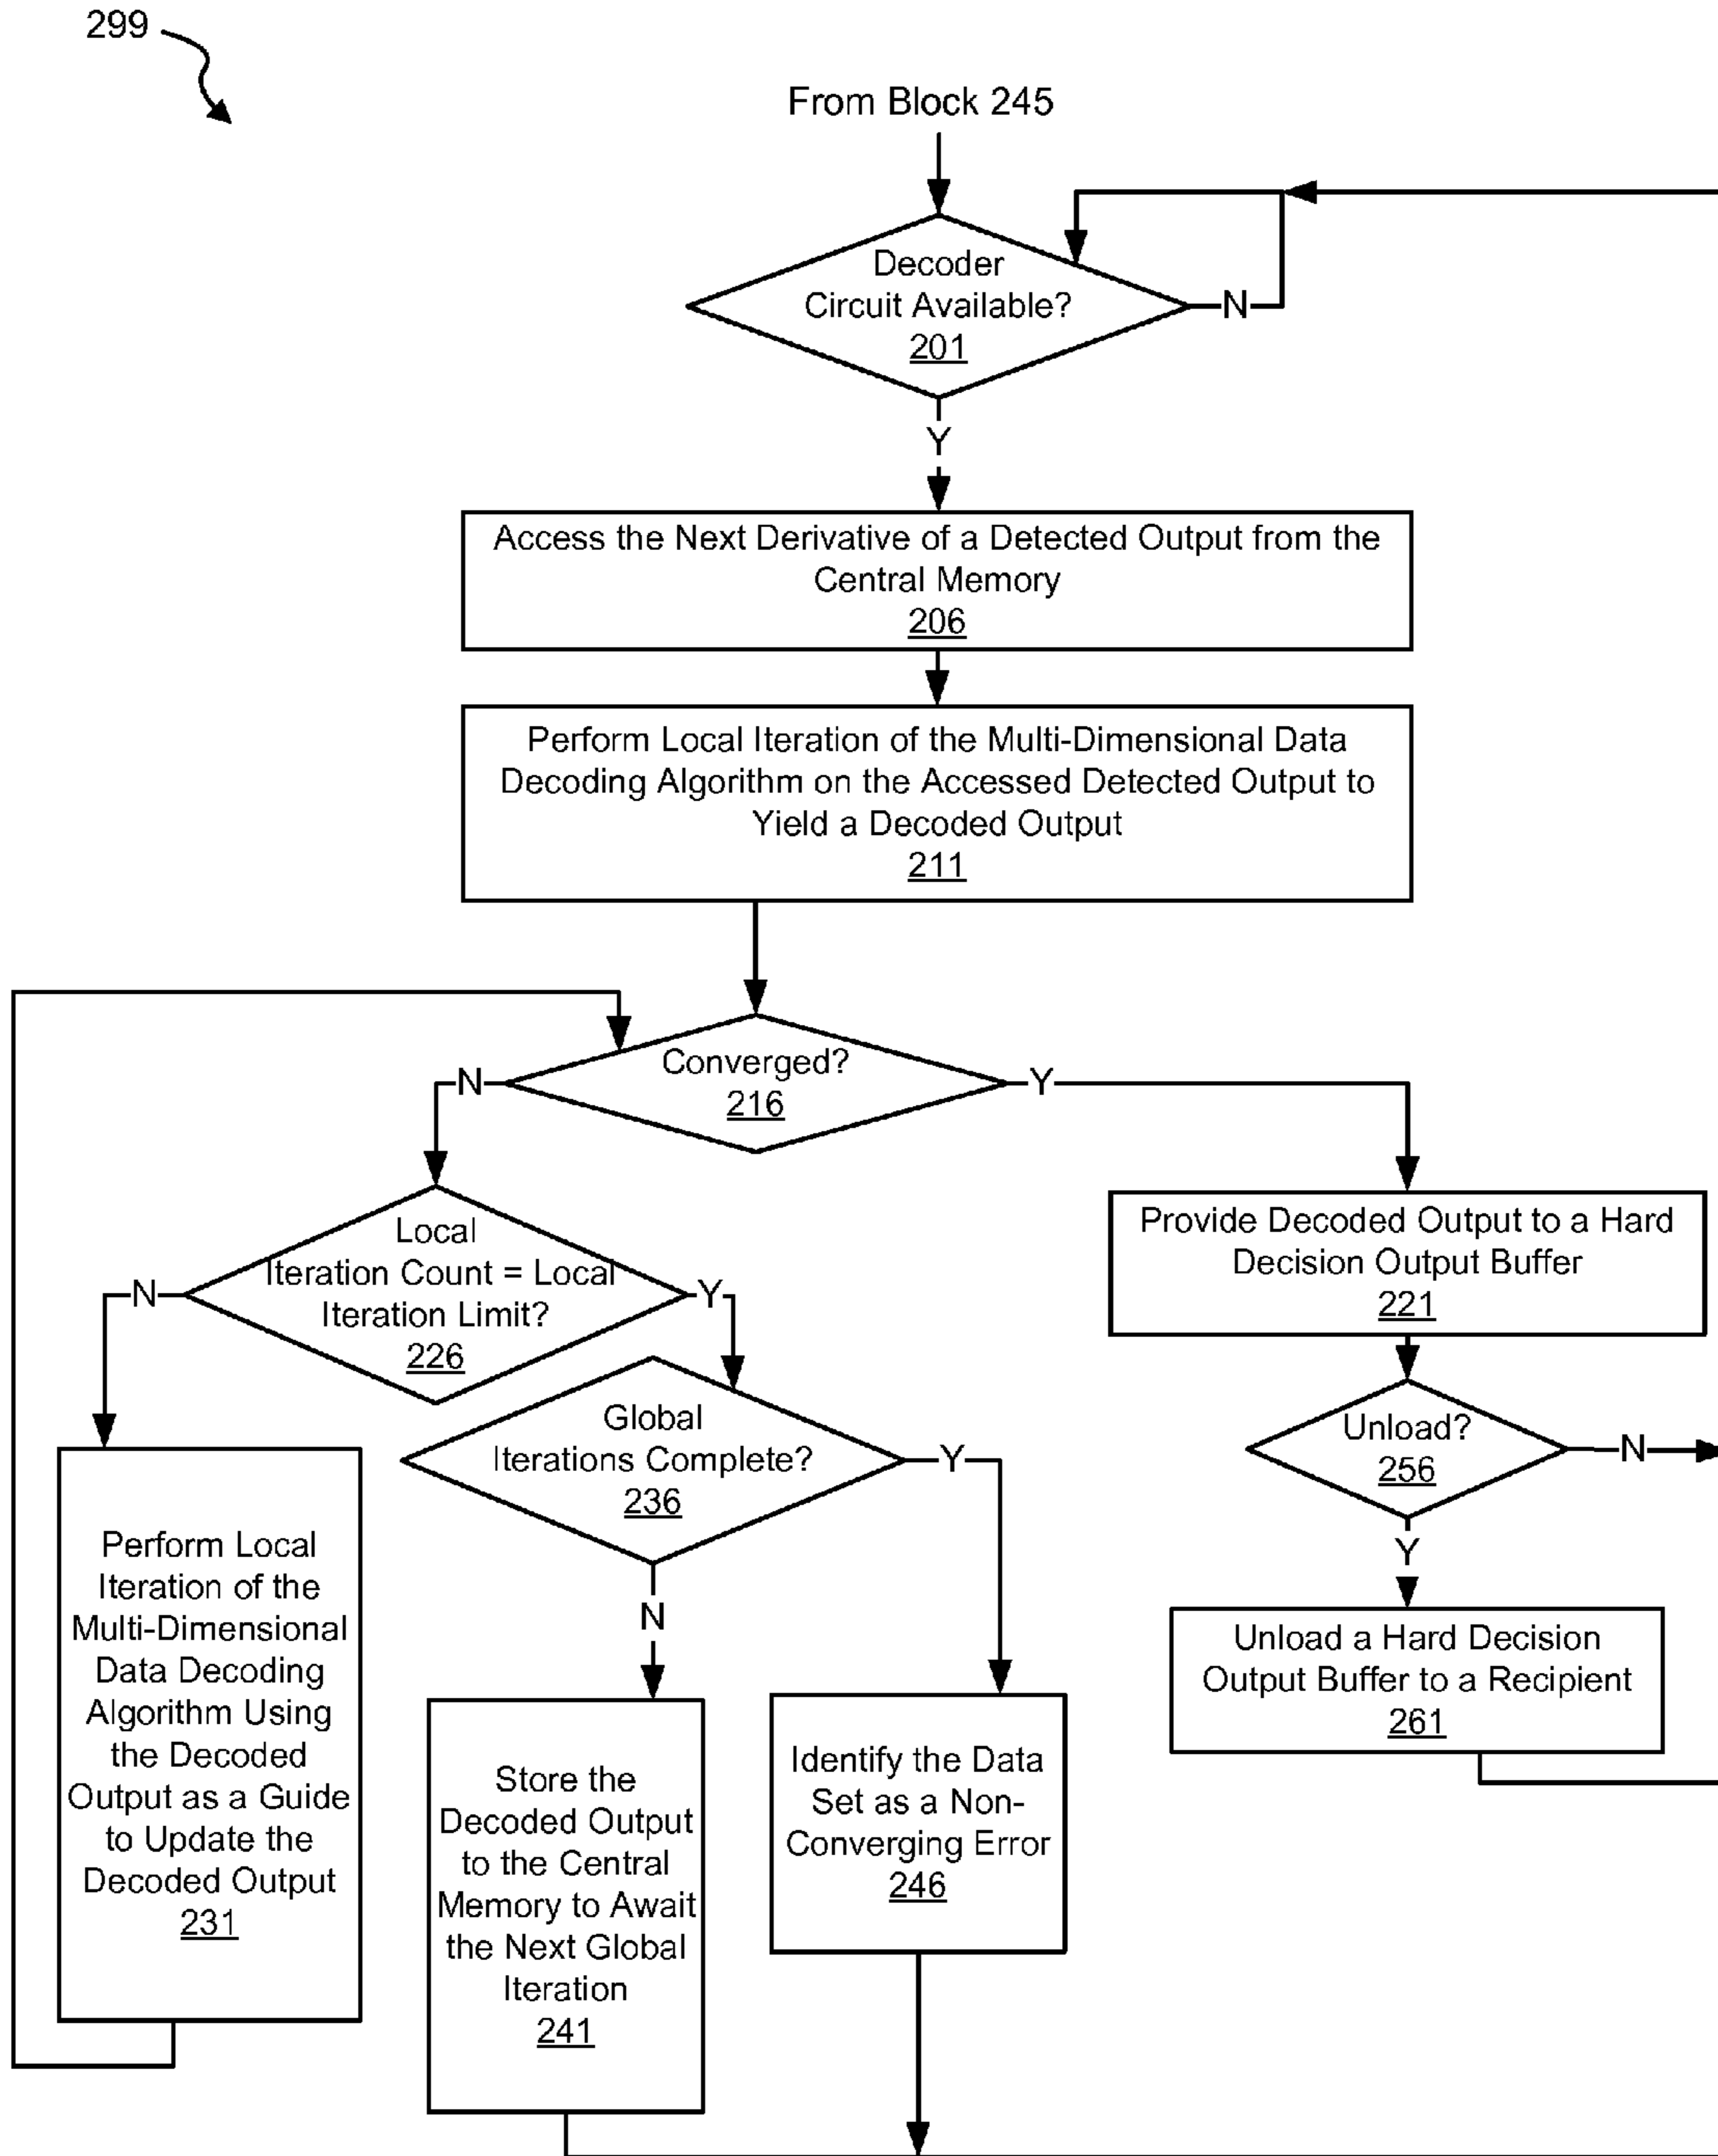 299
From Block 245
Decoder
Circuit Available?
201
N
Y
Access the Next Derivative of a Detected Output from the
Central Memory
206
Perform Local Iteration of the Multi-Dimensional Data
Decoding Algorithm on the Accessed Detected Output to
Yield a Decoded Output
211
Converged?
216
N
Y
Local
Iteration Count = Local
Iteration Limit?
226
N
Y
Provide Decoded Output to a Hard
Decision Output Buffer
221
Global
Iterations Complete?
236
Y
N
Unload?
256
N
Y
Perform Local
Iteration of the
Multi-Dimensional
Data Decoding
Algorithm Using
the Decoded
Output as a Guide
to Update the
Decoded Output
231
Store the
Decoded Output
to the Central
Memory to Await
the Next Global
Iteration
241
Identify the Data
Set as a Non-
Converging Error
246
Unload a Hard Decision
Output Buffer to a Recipient
261